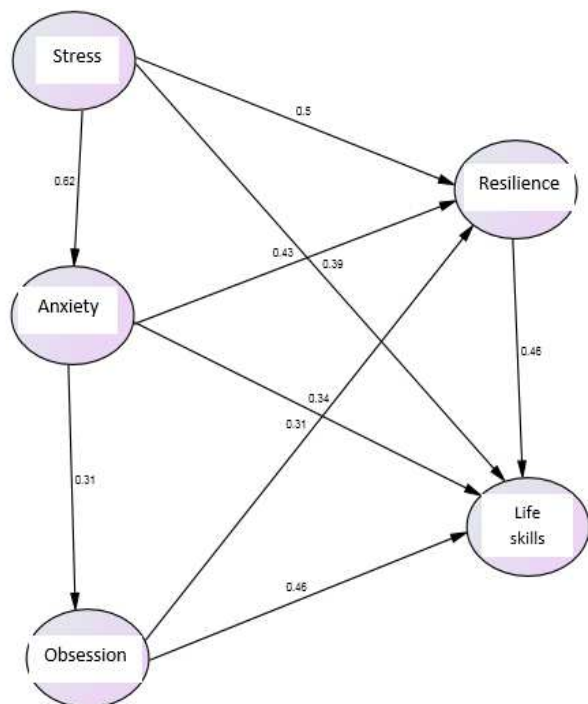 Stress
0.5
0.62
Resilience
0.43
0.39
Anxiety
0.46
0.34
0.31
0.31
Life
skills
0.46
Obsession